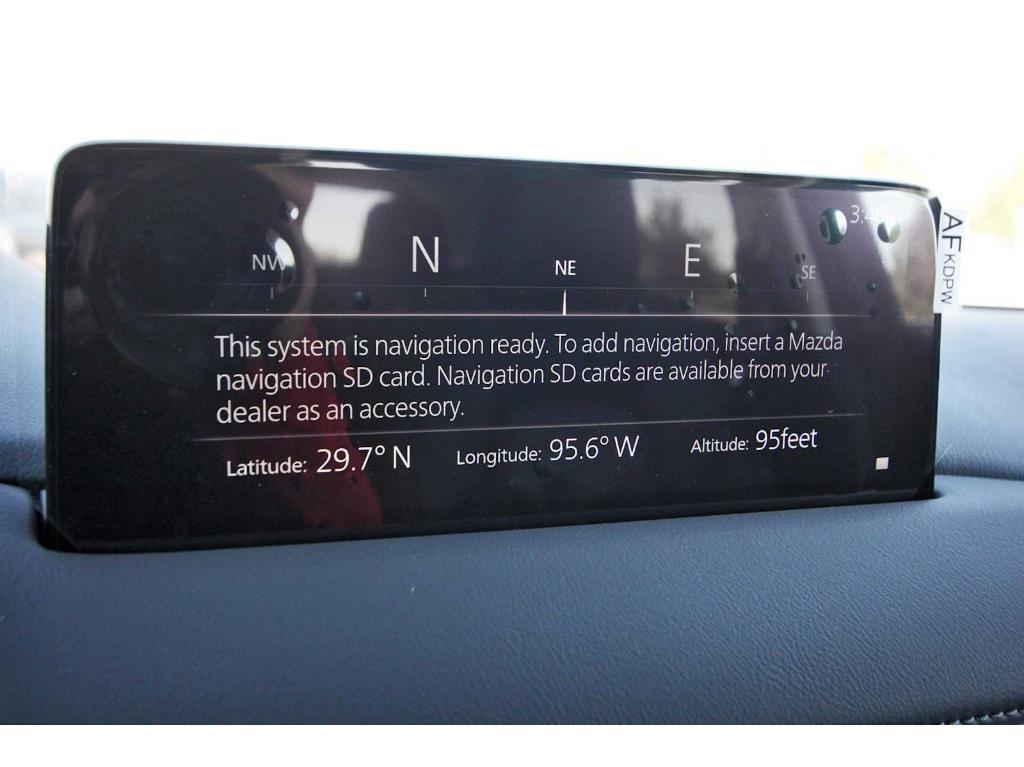 NW N NE E SE
This system is navigation ready. To add navigation, insert a Mazda
navigation SD card. Navigation SD cards are available from your
dealer as an accessory.
Latitude: 29.7° N Longitude: 95.6° W Altitude: 95feet
AF KDPW